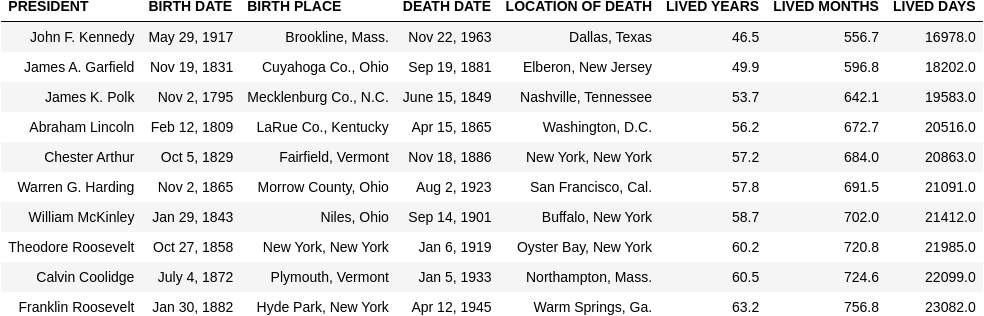 PRESIDENT BIRTH DATE BIRTH PLACE DEATH DATE LOCATION OF DEATH LIVED YEARS LIVED MONTHS LIVED DAYS
John F. Kennedy May 29, 1917 Brookline, Mass. Nov 22, 1963 Dallas, Texas 46.5 556.7 16978.0
James A. Garfield Nov 19, 1831 Cuyahoga Co., Ohio Sep 19, 1881 Elberon, New Jersey 49.9 596.8 18202.0
James K. Polk Nov 2, 1795 Mecklenburg Co., N.C. June 15, 1849 Nashville, Tennessee 53.7 642.1 19583.0
Abraham Lincoln Feb 12, 1809 LaRue Co., Kentucky Apr 15, 1865 Washington, D.C. 56.2 672.7 20516.0
Chester Arthur Oct 5, 1829 Fairfield, Vermont Nov 18, 1886 New York, New York 57.2 684.0 20863.0
Warren G. Harding Nov 2, 1865 Morrow County, Ohio Aug 2, 1923 San Francisco, Cal. 57.8 691.5 21091.0
William McKinley Jan 29, 1843 Niles, Ohio Sep 14, 1901 Buffalo, New York 58.7 702.0 21412.0
Theodore Roosevelt Oct 27, 1858 New York, New York Jan 6, 1919 Oyster Bay, New York 60.2 720.8 21985.0
Calvin Coolidge July 4, 1872 Plymouth, Vermont Jan 5, 1933 Northampton, Mass. 60.5 724.6 22099.0
Franklin Roosevelt Jan 30, 1882 Hyde Park, New York Apr 12, 1945 Warm Springs, Ga. 63.2 756.8 23082.0